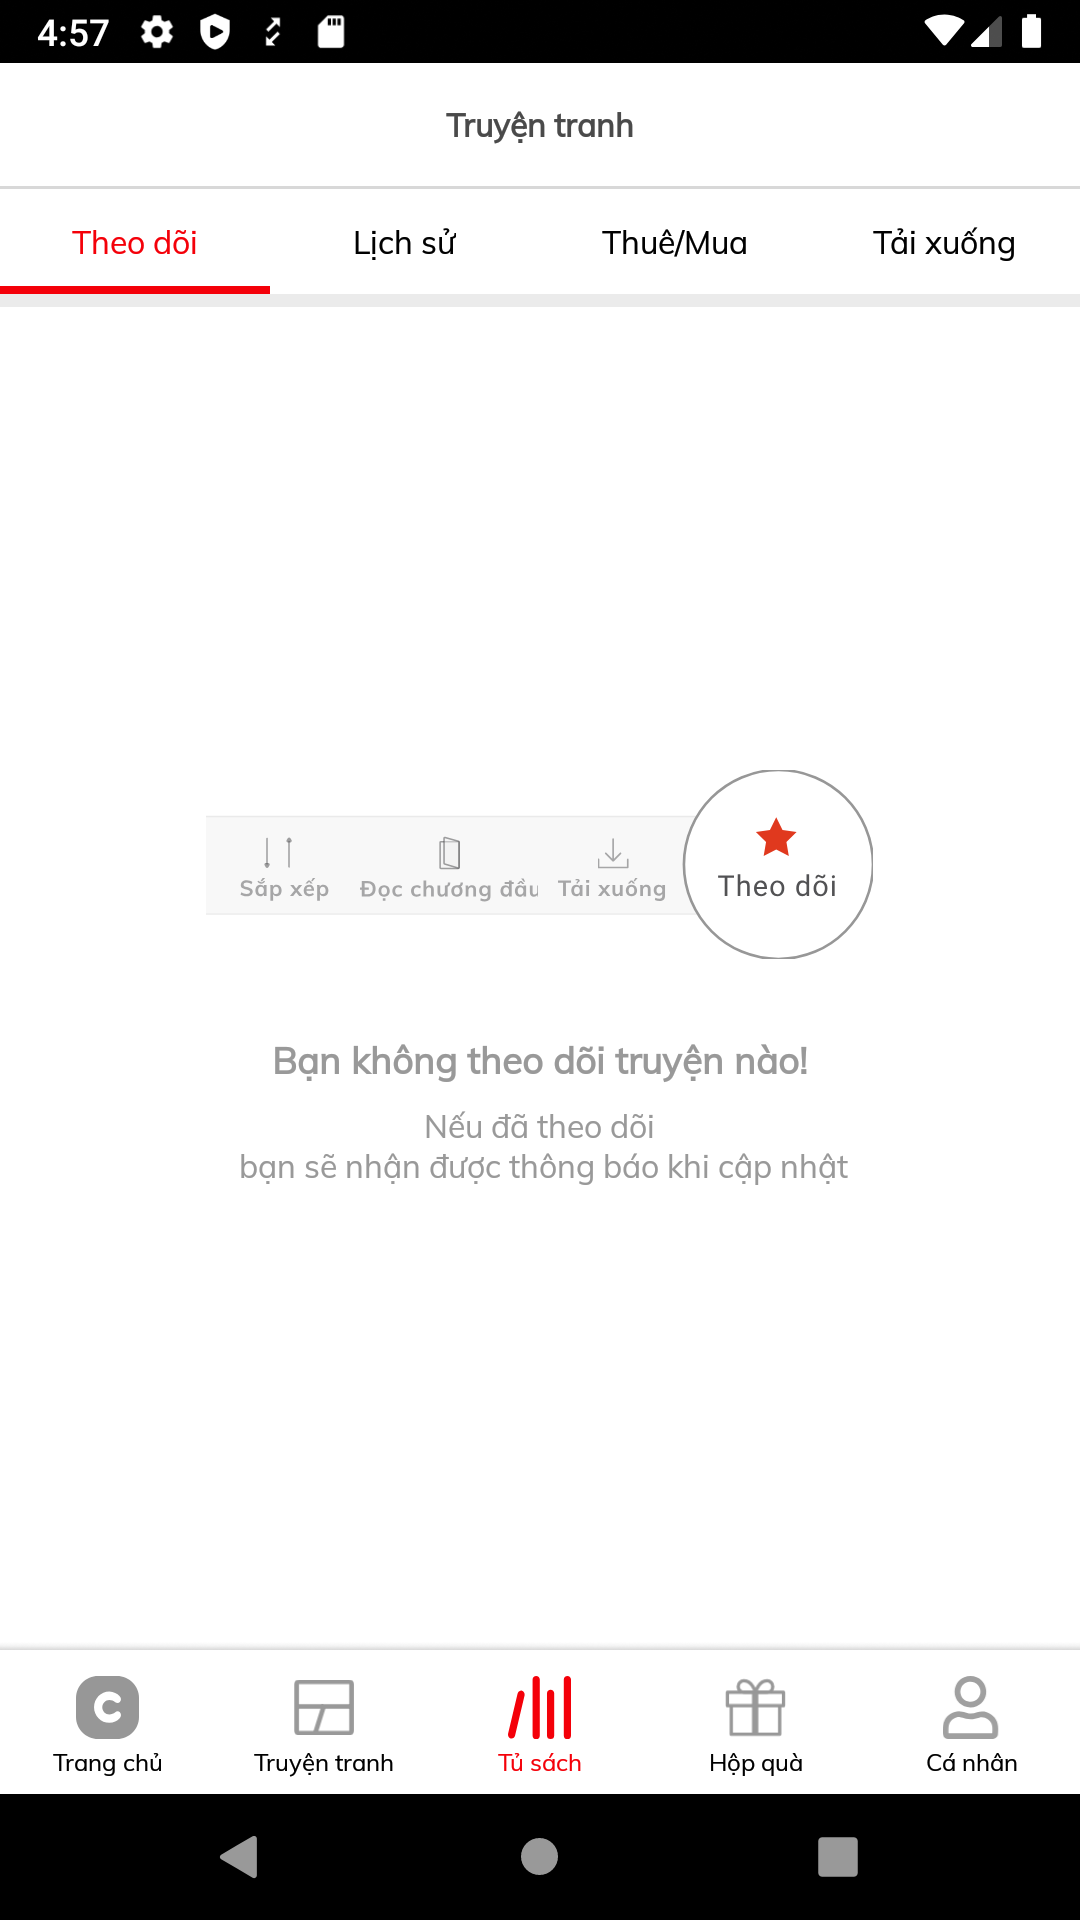 4:57
Truyện tranh
Theo dõi
Lịch sử
Thuê/Mua
Tải xuống
Sắp xếp
Đọc chương đầu
Tải xuống
Theo dõi
Bạn không theo dõi truyện nào!
Nếu đã theo dõi
bạn sẽ nhận được thông báo khi cập nhật
Trang chủ
Truyện tranh
Tủ sách
Hộp quà
Cá nhân